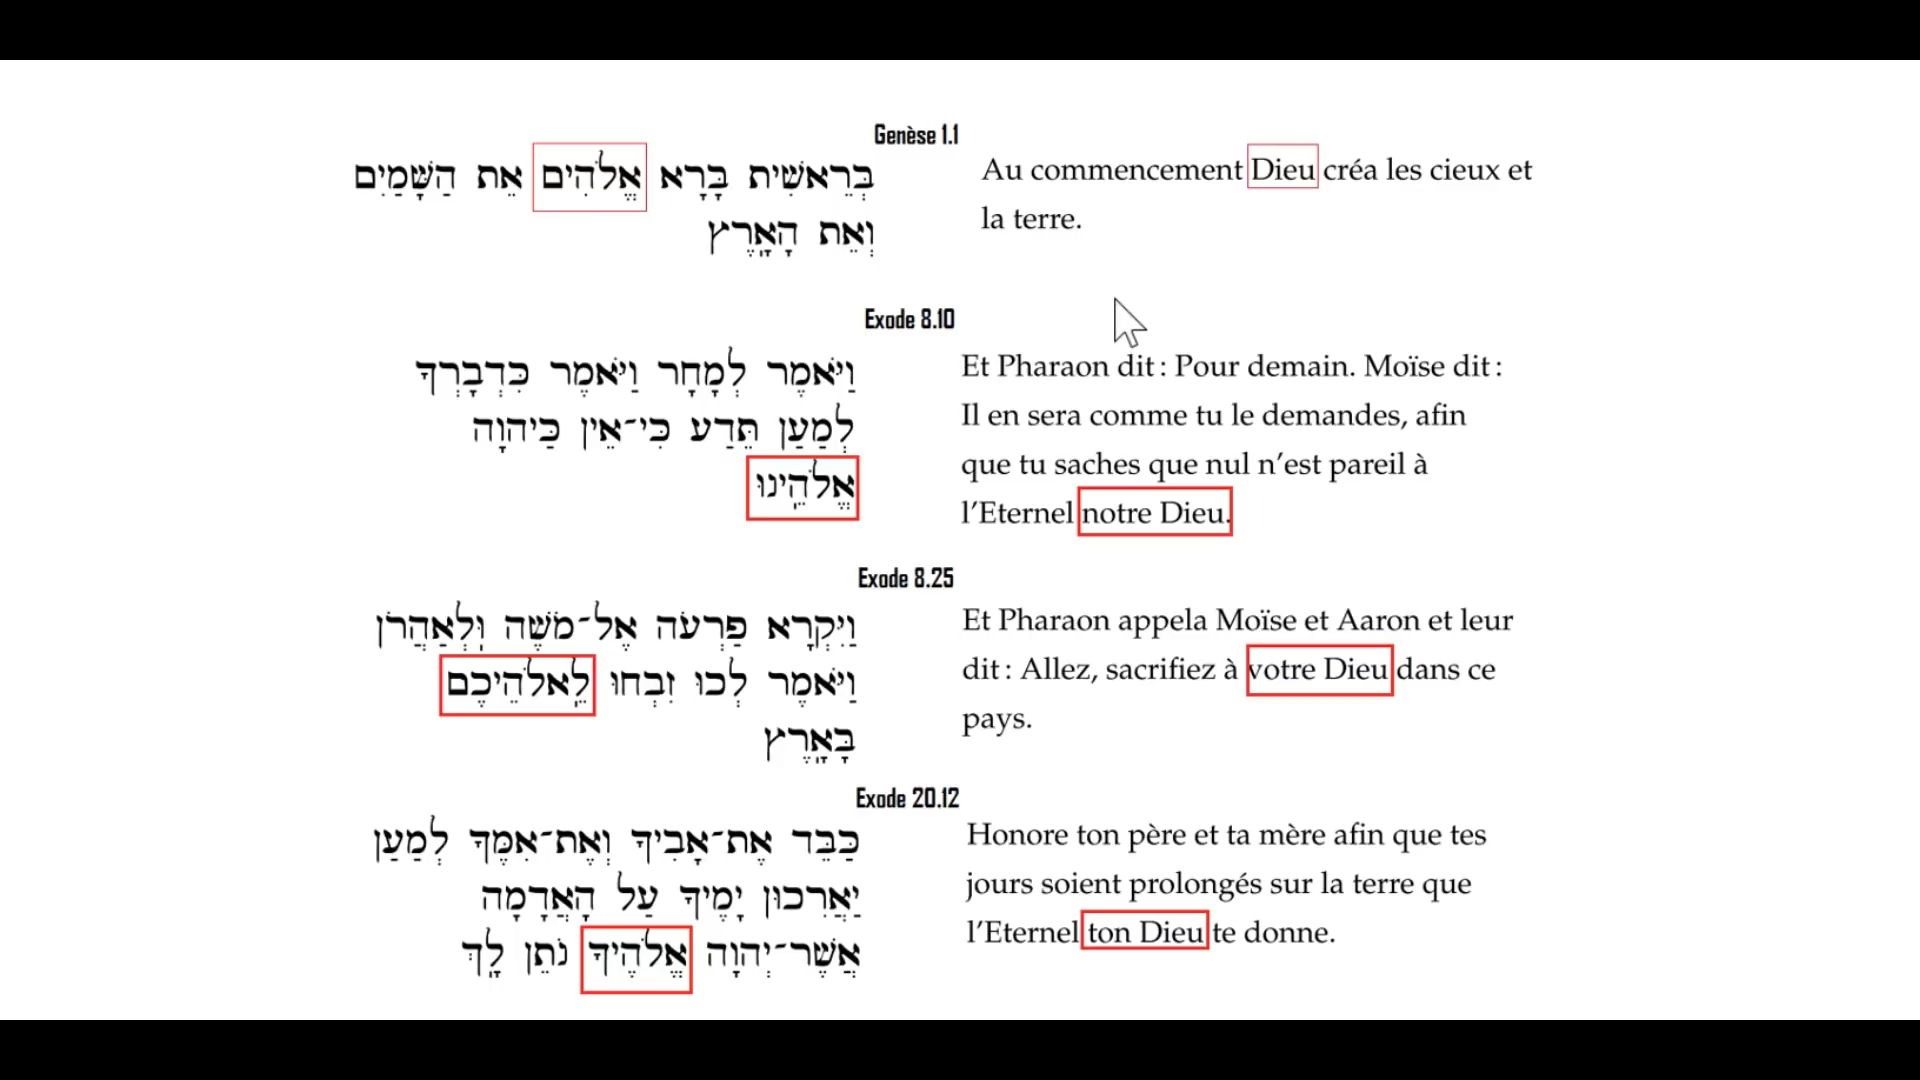 Genèse 1.1
בְּרֵאשִׁית בָּרָא אֱלֹהִים אֵת הַשָּׁמַיִם
וְאֵת הָאָֽרֶץ
Au commencement Dieu créa les cieux et
la terre.
Exode 8.10
וַיֹּאמֶר לְמָחָר וַיֹּאמֶר כִּדְבָרְךָ
לְמַעַן תֵּדַע כִּי־אֵין כַּיהוָה
אֱלֹהֵֽינוּ
Et Pharaon dit : Pour demain. Moïse dit :
Il en sera comme tu le demandes, afin
que tu saches que nul n’est pareil à
l’Eternel notre Dieu.
Exode 8.25
וַיִּקְרָא פַרְעֹה אֶל־מֹשֶׁה וּֽלְאַהֲרֹן
וַיֹּאמֶר לְכוּ זִבְחוּ לֵֽאלֹהֵיכֶם
בָּאָֽרֶץ
Et Pharaon appela Moïse et Aaron et leur
dit : Allez, sacrifiez à votre Dieu dans ce
pays.
Exode 20.12
כַּבֵּד אֶת־אָבִיךָ וְאֶת־אִמֶּךָ לְמַעַן
יַאֲרִכוּן יָמֶיךָ עַל הָאֲדָמָה
אֲשֶׁר־יְהוָה אֱלֹהֶיךָ נֹתֵן לָֽךְ
Honore ton père et ta mère afin que tes
jours soient prolongés sur la terre que
l’Eternel ton Dieu te donne.